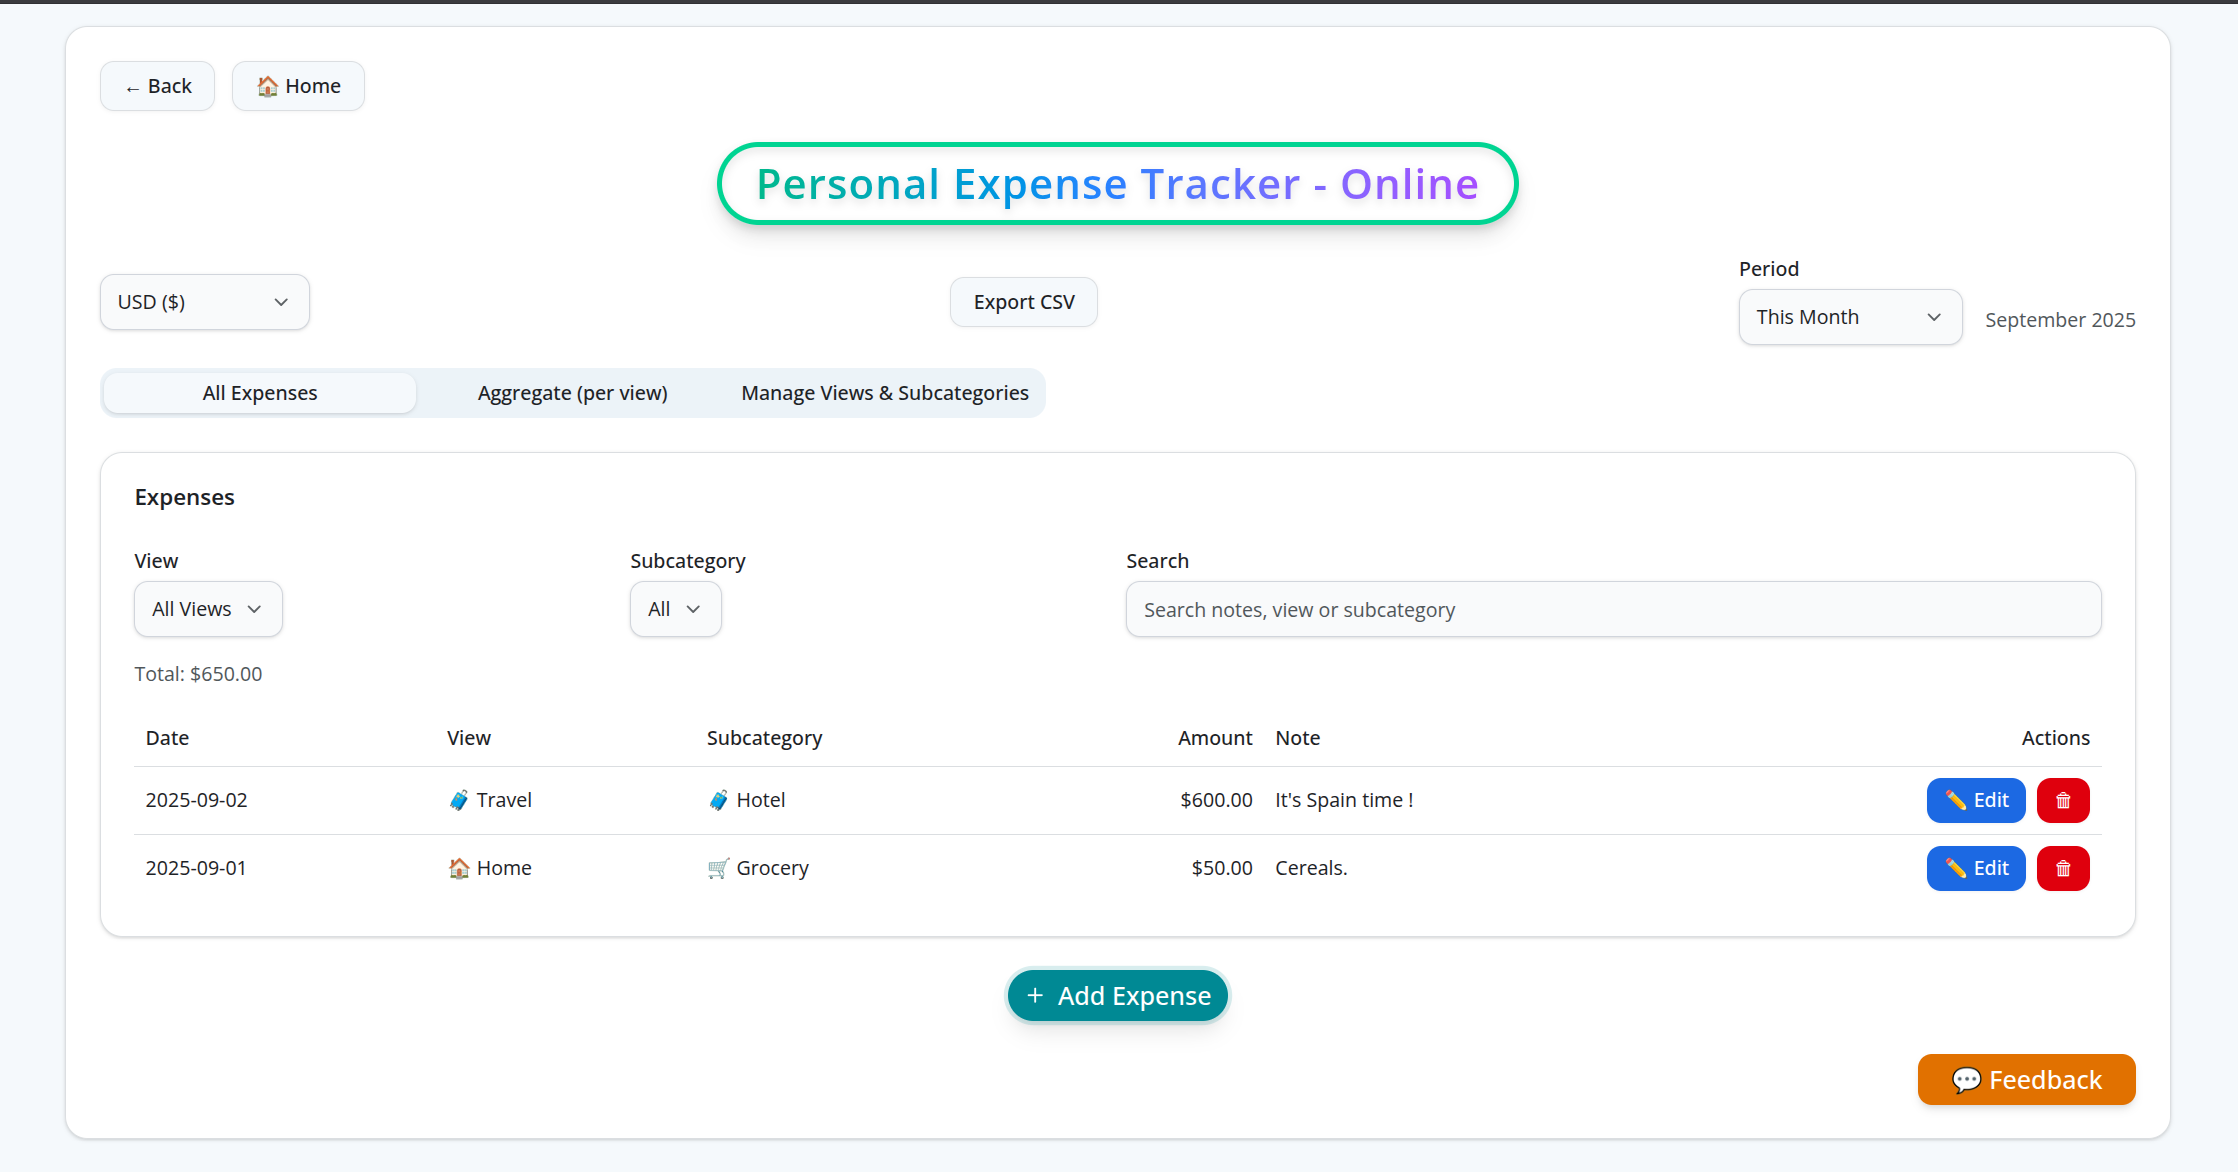 ← Back 🏠 Home
Personal Expense Tracker - Online
USD ($)
Export CSV
Period
This Month
September 2025
All Expenses Aggregate (per view) Manage Views & Subcategories
Expenses
View Subcategory Search
All Views All Search notes, view or subcategory
Total: $650.00
Date View Subcategory Amount Note Actions
2025-09-02 🧳 Travel 🧳 Hotel $600.00 It's Spain time ! ✏️ Edit 🗑
2025-09-01 🏠 Home 🛒 Grocery $50.00 Cereals. ✏️ Edit 🗑
+ Add Expense
💬 Feedback